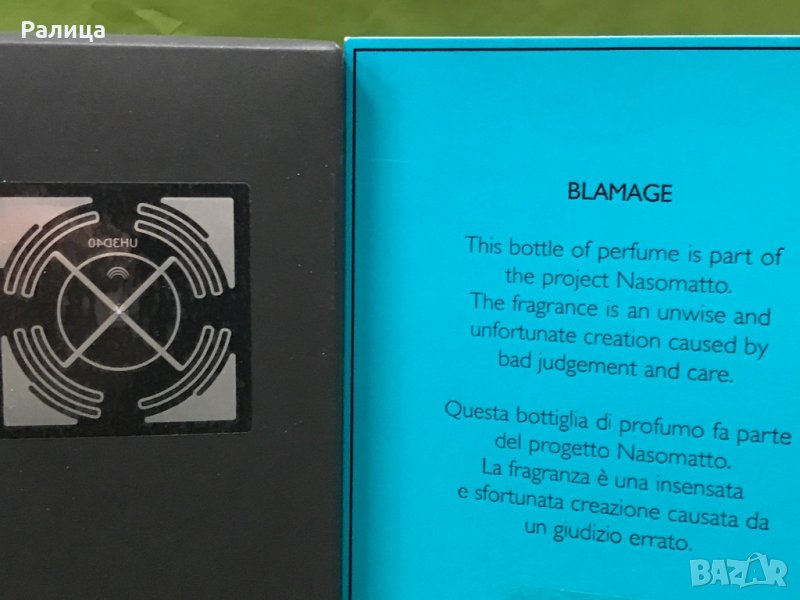 Ралица
UH3D40
BLAMAGE
This bottle of perfume is part of
the project Nasomatto.
The fragrance is an unwise and
unfortunate creation caused by
bad judgement and care.
Questa bottiglia di profumo fa parte
del progetto Nasomatto.
La fragranza è una insensata
e sfortunata creazione causata da
un giudizio errato.
BAZAR